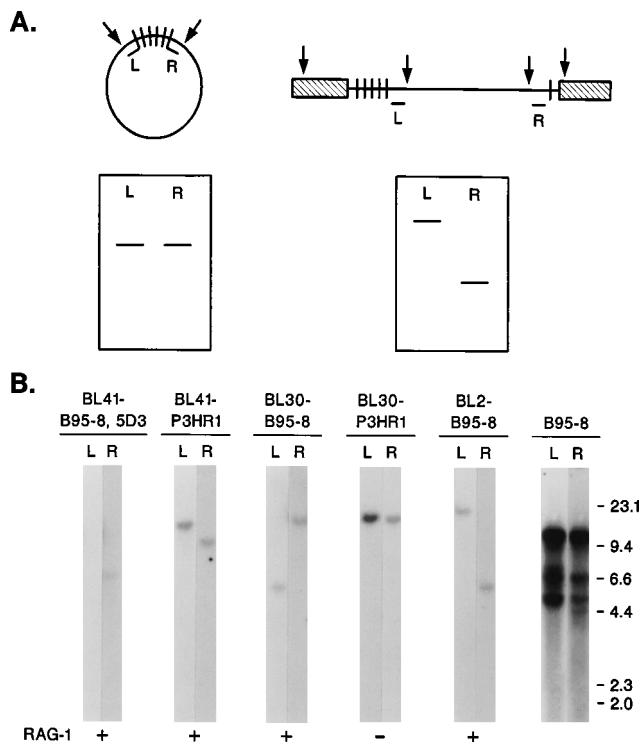 A.
L R
L R
L R
L R
B.
BL41- BL41- BL30- BL30- BL2-
B95-8, 5D3 P3HR1 B95-8 P3HR1 B95-8 B95-8
L R L R L R L R L R L R
- 23.1
- 9.4
- 6.6
- 4.4
- 2.3
- 2.0
RAG-1 + + + - +